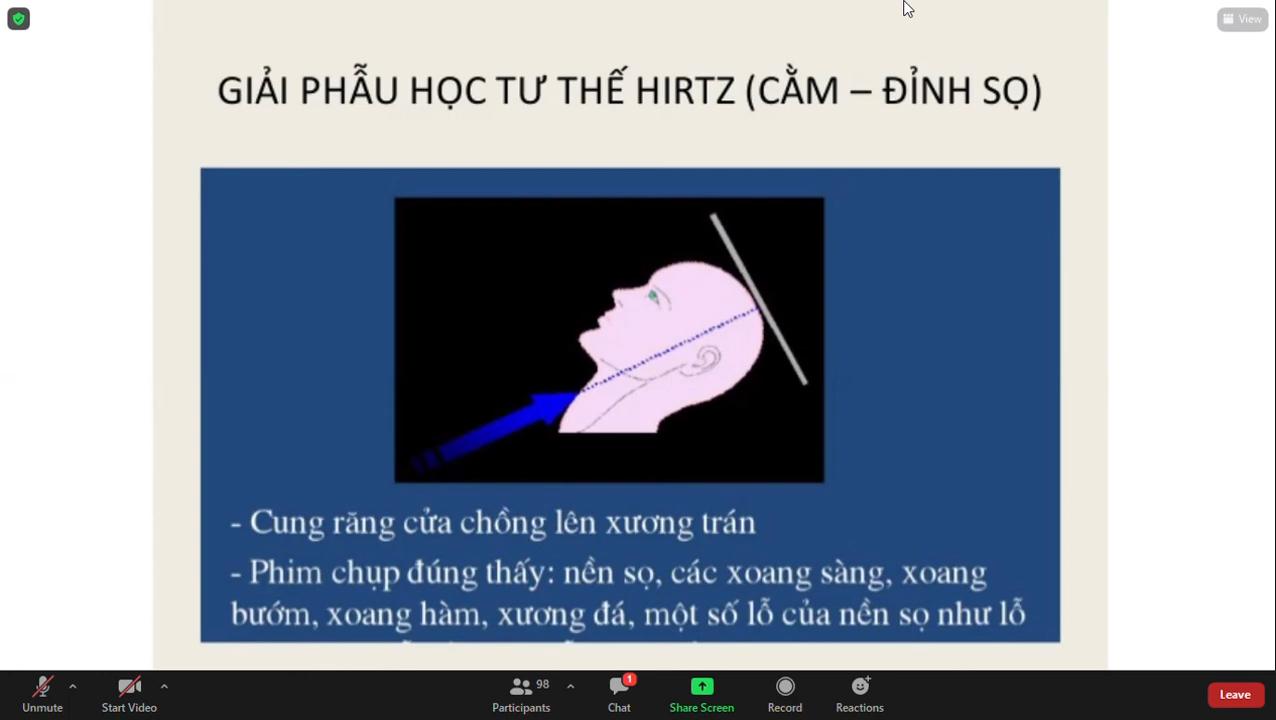 View
GIẢI PHẪU HỌC TƯ THẾ HIRTZ (CẰM – ĐỈNH SỌ)
- Cung răng cửa chồng lên xương trán
- Phim chụp đúng thấy: nền sọ, các xoang sàng, xoang
bướm, xoang hàm, xương đá, một số lỗ của nền sọ như lỗ
98
1
Unmute
Start Video
Participants
Chat
Share Screen
Record
Reactions
Leave